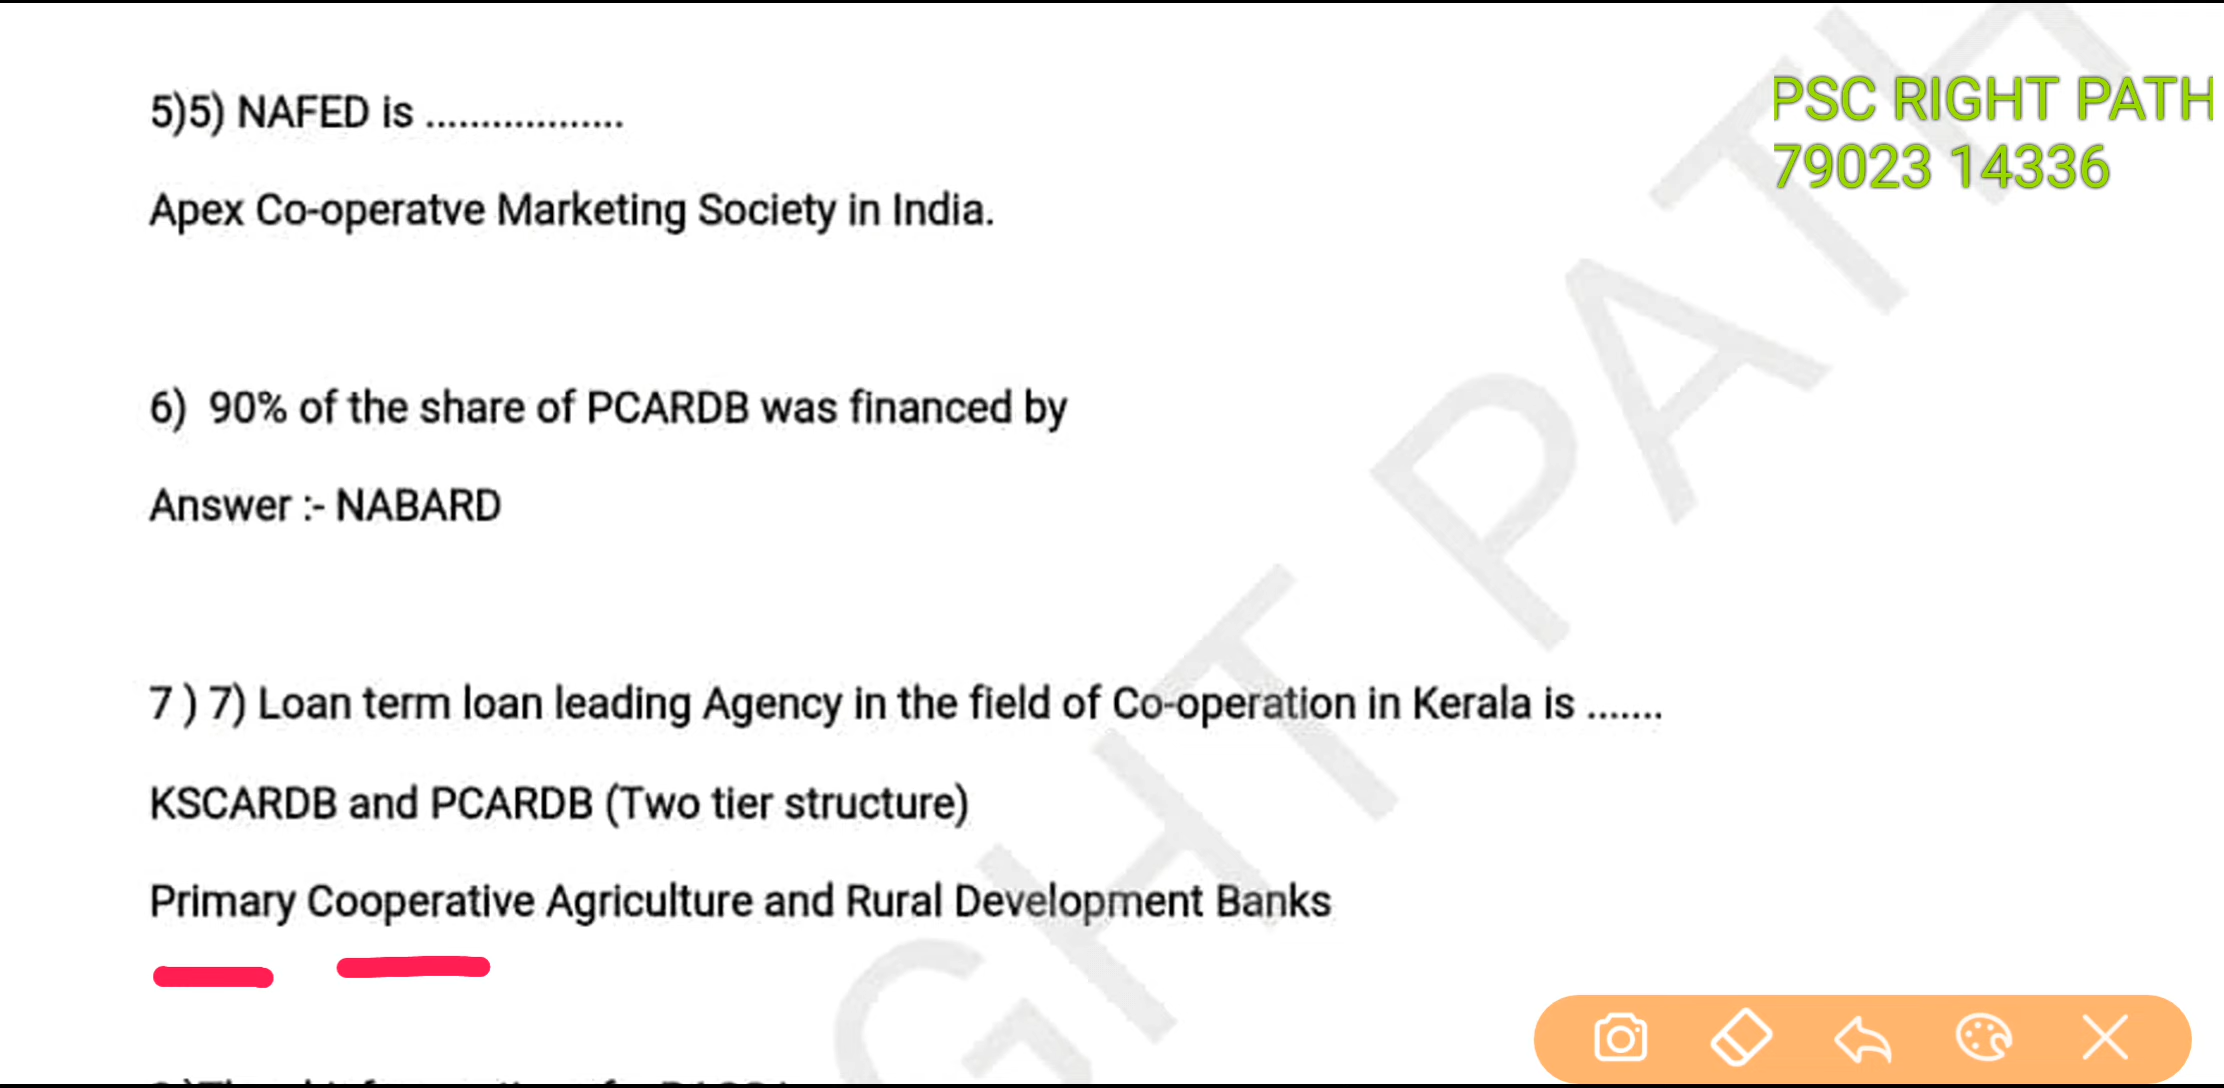 PSC RIGHT PATH
79023 14336
5)5) NAFED is ..................
Apex Co-operatve Marketing Society in India.
6) 90% of the share of PCARDB was financed by
Answer :- NABARD
7 ) 7) Loan term loan leading Agency in the field of Co-operation in Kerala is .......
KSCARDB and PCARDB (Two tier structure)
Primary Cooperative Agriculture and Rural Development Banks
GHT PATH